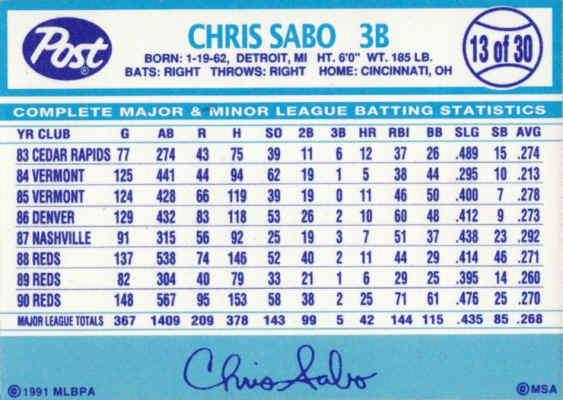 Post
CHRIS SABO 3B
BORN: 1-19-62, DETROIT, MI HT. 6'0" WT. 185 LB.
BATS: RIGHT THROWS: RIGHT HOME: CINCINNATI, OH
13 of 30
COMPLETE MAJOR & MINOR LEAGUE BATTING STATISTICS
YR CLUB G AB R H SO 2B 3B HR RBI BB SLG SB AVG
83 CEDAR RAPIDS 77 274 43 75 39 11 6 12 37 26 .489 15 .274
84 VERMONT 125 441 44 94 62 19 1 5 38 44 .295 10 .213
85 VERMONT 124 428 66 119 39 19 0 11 46 50 .400 7 .278
86 DENVER 129 432 83 118 53 26 2 10 60 48 .412 9 .273
87 NASHVILLE 91 315 56 92 25 19 3 7 51 37 .438 23 .292
88 REDS 137 538 74 146 52 40 2 11 44 29 .414 46 .271
89 REDS 82 304 40 79 33 21 1 6 29 25 .395 14 .260
90 REDS 148 567 95 153 58 38 2 25 71 61 .476 25 .270
MAJOR LEAGUE TOTALS 367 1409 209 378 143 99 5 42 144 115 .435 85 .268
Chris Sabo
©1991 MLBPA
©MSA